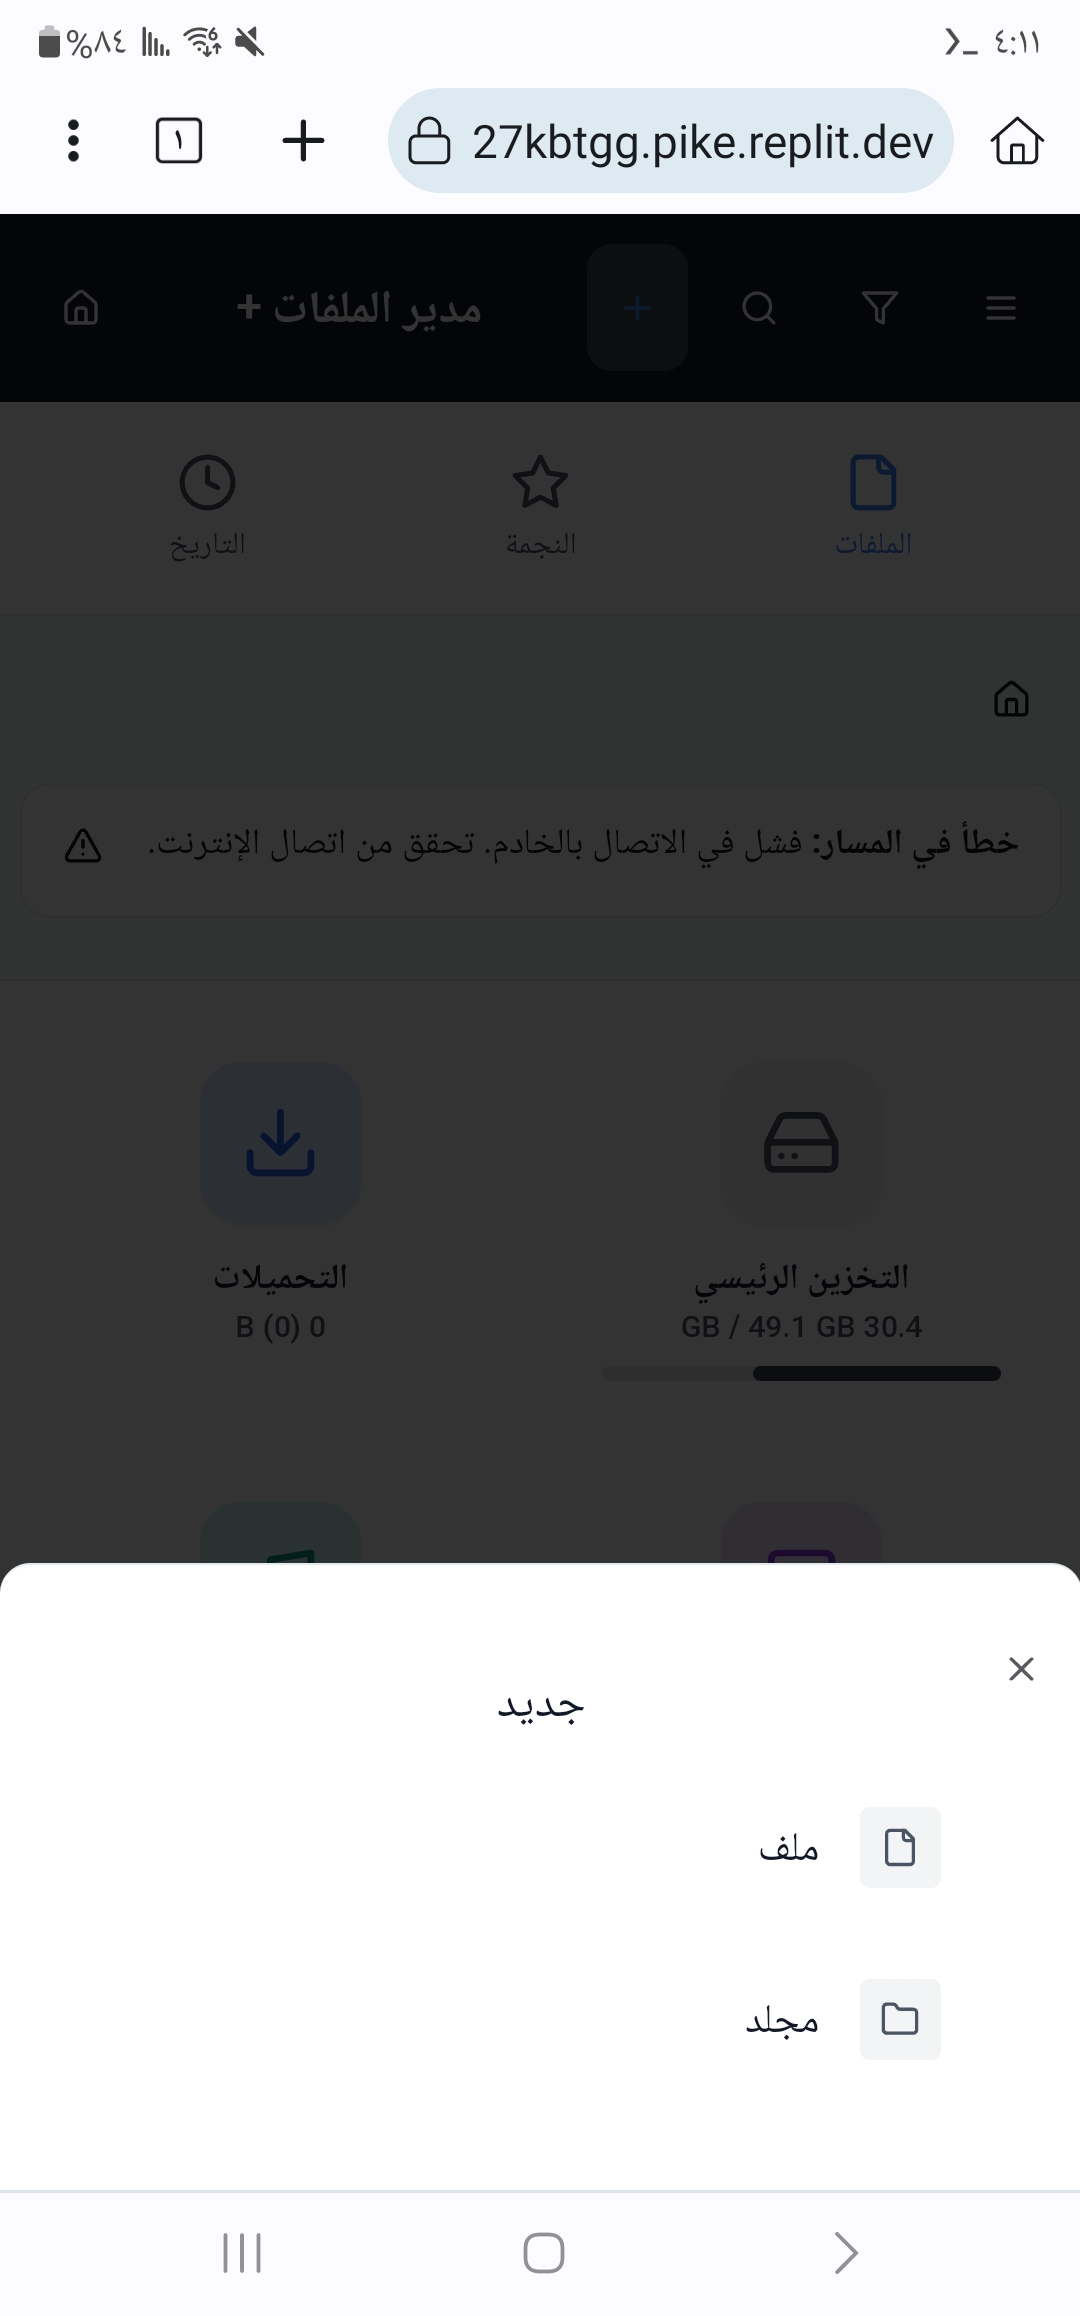 ٤:١١
%٨٤
27kbtgg.pike.replit.dev
١
مدير الملفات +
الملفات
النجمة
التاريخ
خطأ في المسار: فشل في الاتصال بالخادم. تحقق من اتصال الإنترنت.
التخزين الرئيسي
GB / 49.1 GB 30.4
التحميلات
B (0) 0
جديد
ملف
مجلد